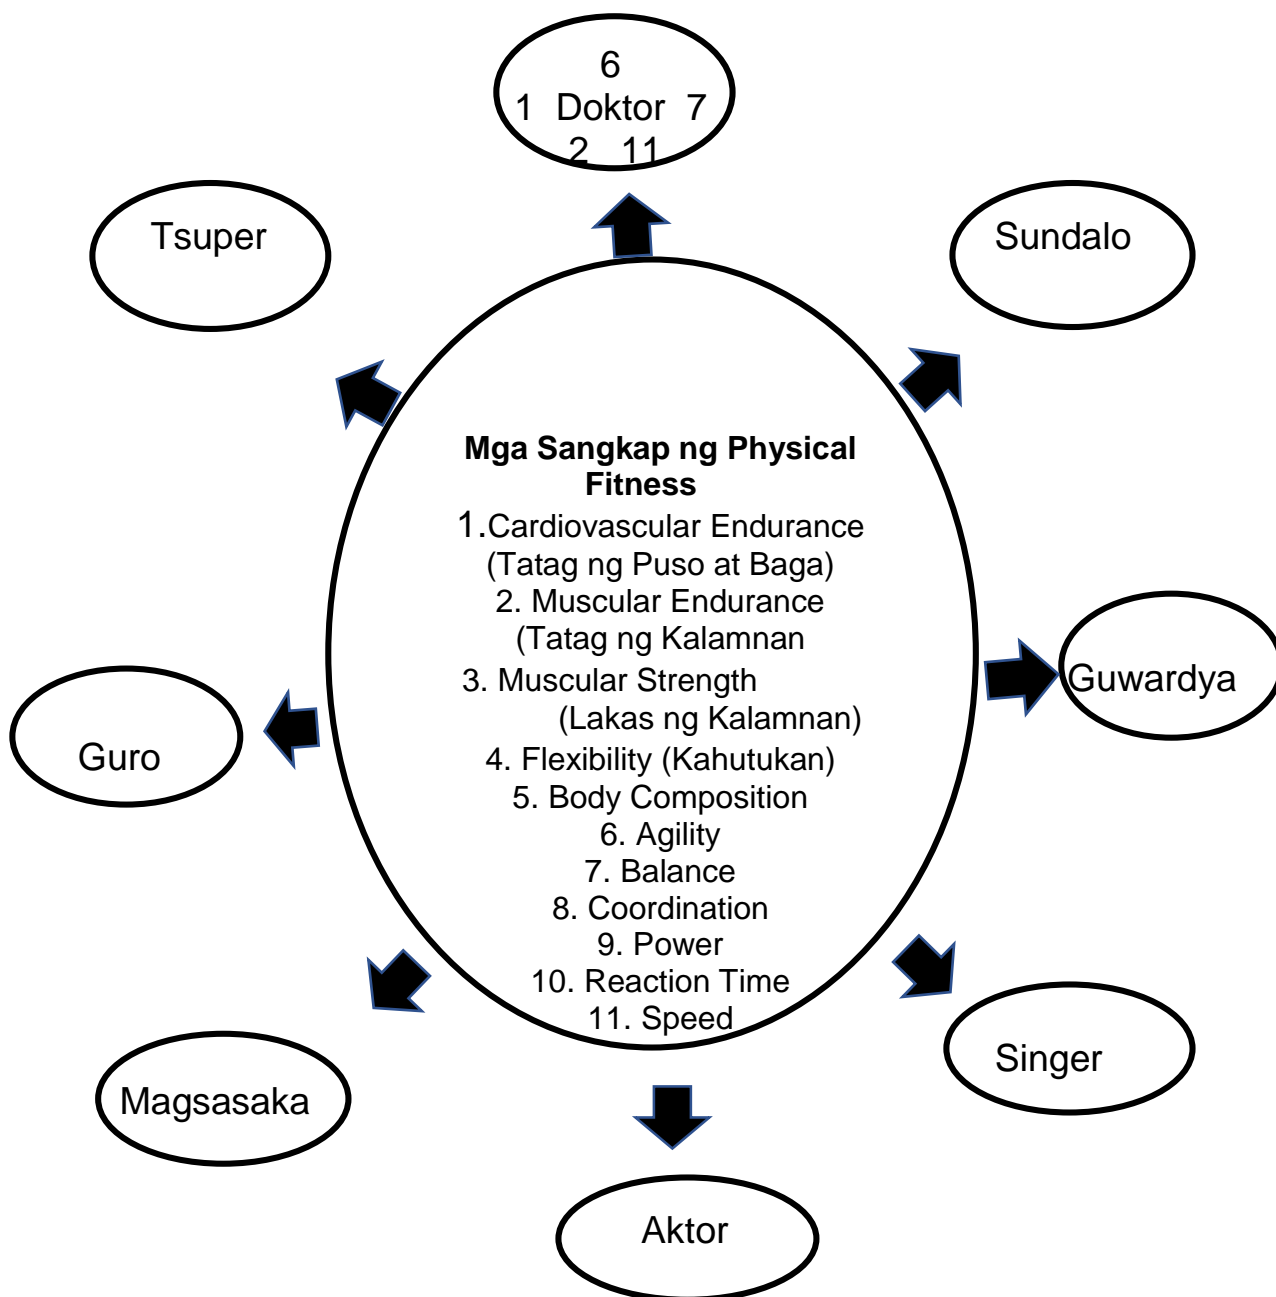 6
1 Doktor 7
2 11
Tsuper
Sundalo
Mga Sangkap ng Physical
Fitness
1.Cardiovascular Endurance
(Tatag ng Puso at Baga)
2. Muscular Endurance
(Tatag ng Kalamnan
3. Muscular Strength
(Lakas ng Kalamnan)
4. Flexibility (Kahutukan)
5. Body Composition
6. Agility
7. Balance
8. Coordination
9. Power
10. Reaction Time
11. Speed
Guwardya
Guro
Singer
Magsasaka
Aktor